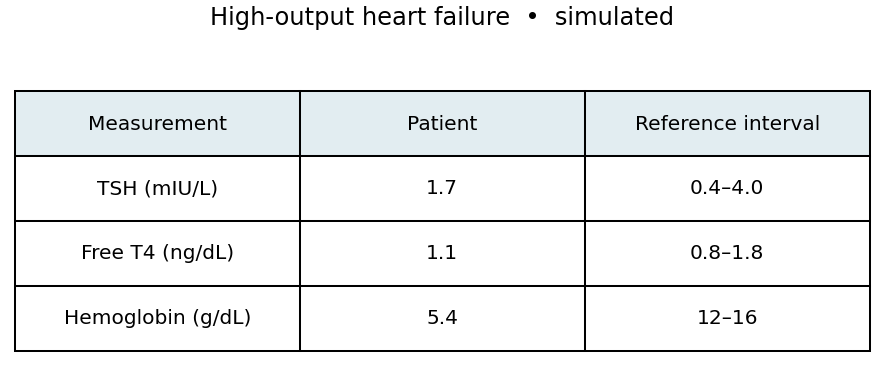 High-output heart failure • simulated
Measurement Patient Reference interval
TSH (mIU/L) 1.7 0.4–4.0
Free T4 (ng/dL) 1.1 0.8–1.8
Hemoglobin (g/dL) 5.4 12–16